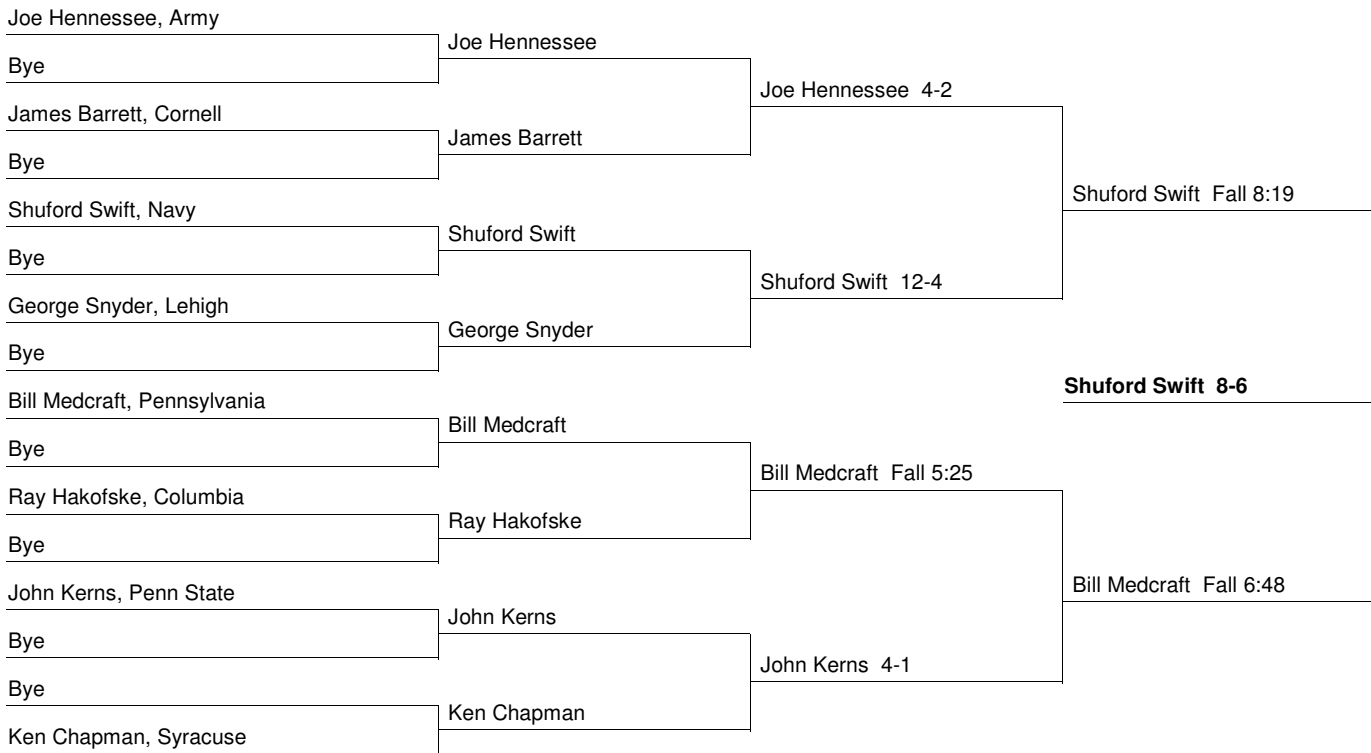 Joe Hennessee, Army
Bye
James Barrett, Cornell
Bye
Shuford Swift, Navy
Bye
George Snyder, Lehigh
Bye
Bill Medcraft, Pennsylvania
Bye
Ray Hakofske, Columbia
Bye
John Kerns, Penn State
Bye
Bye
Ken Chapman, Syracuse
Joe Hennessee
James Barrett
Shuford Swift
George Snyder
Bill Medcraft
Ray Hakofske
John Kerns
Ken Chapman
Joe Hennessee 4-2
Shuford Swift 12-4
Bill Medcraft Fall 5:25
John Kerns 4-1
Shuford Swift Fall 8:19
Bill Medcraft Fall 6:48
Shuford Swift 8-6